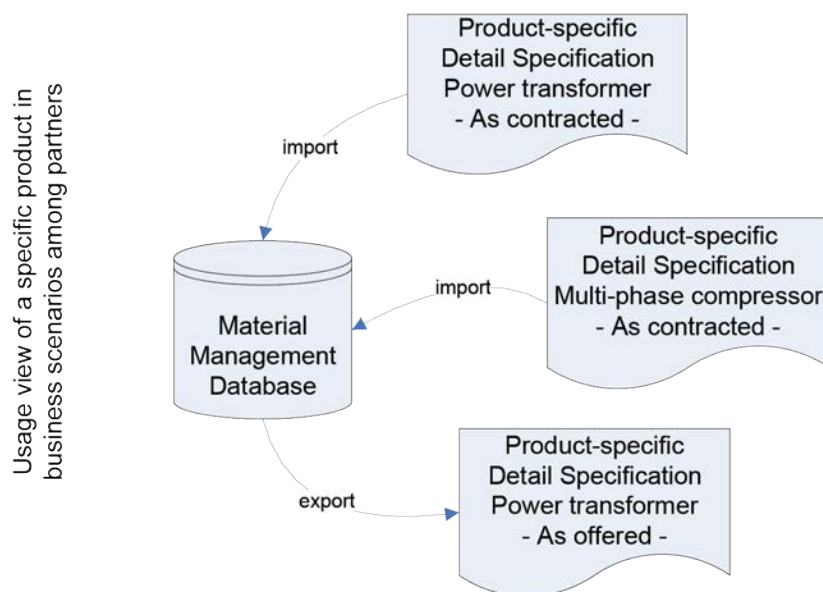 Usage view of a specific product in
business scenarios among partners
Product-specific
Detail Specification
Power transformer
- As contracted -
import
Product-specific
Detail Specification
Multi-phase compressor
- As contracted -
import
Material
Management
Database
Product-specific
Detail Specification
Power transformer
- As offered -
export